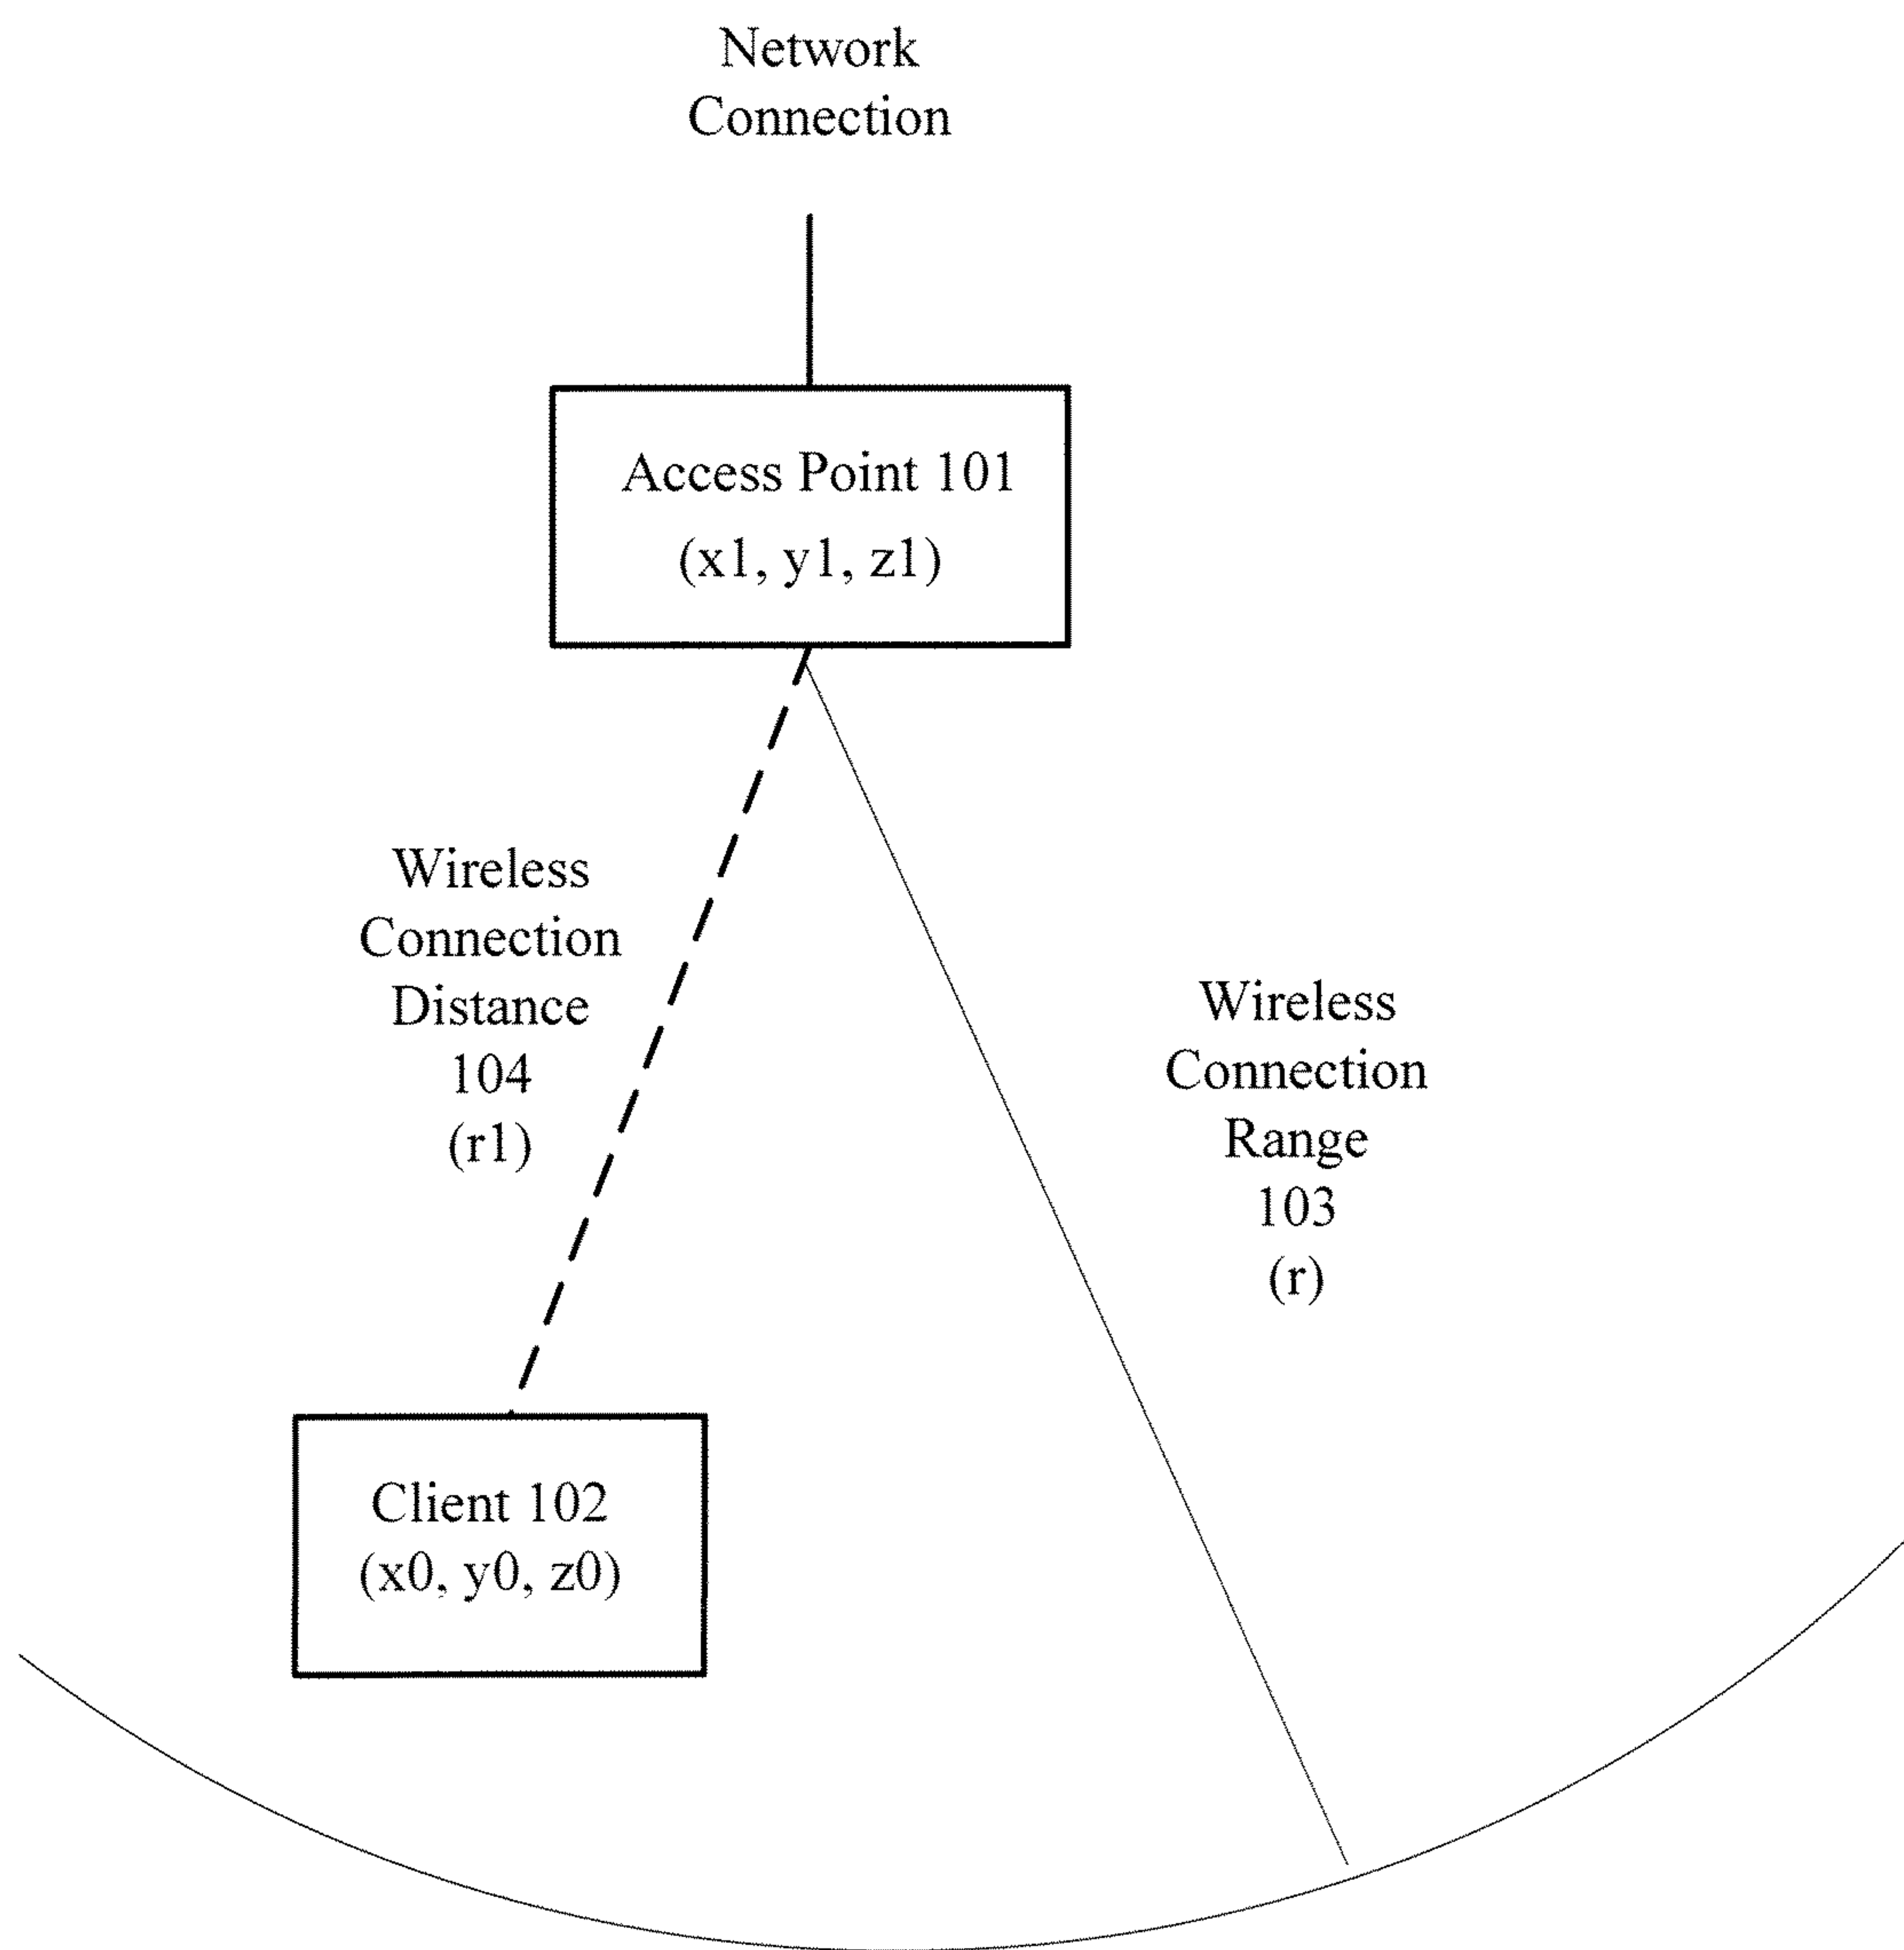 Network
Connection
Access Point 101
(x1, y1, z1)
Wireless
Connection
Distance
104
(r1)
Wireless
Connection
Range
103
(r)
Client 102
(x0, y0, z0)